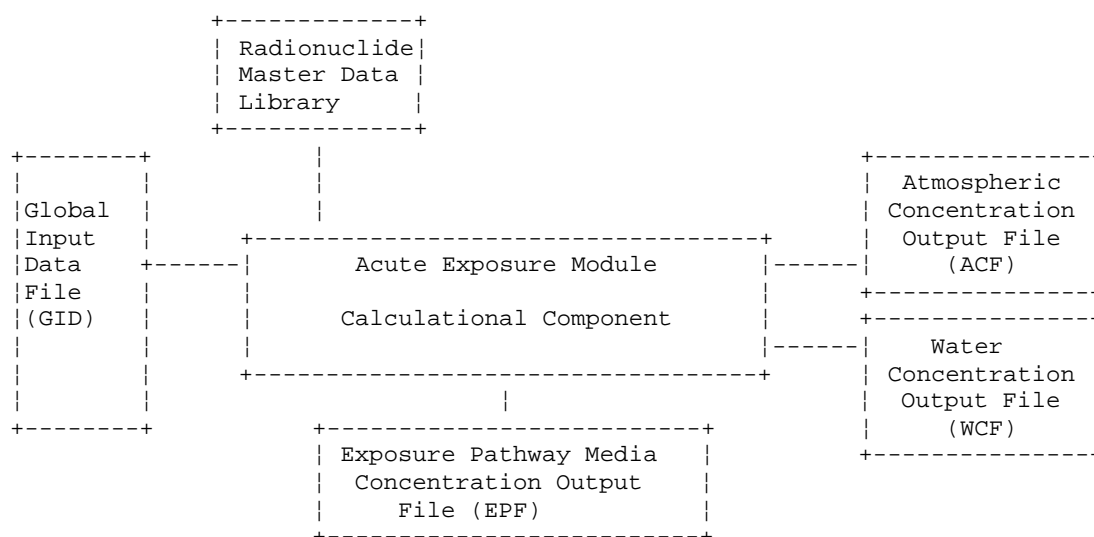 Radionuclide
Master Data
Library
Global
Input
Data
File
(GID)
Acute Exposure Module
Calculational Component
Atmospheric
Concentration
Output File
(ACF)
Water
Concentration
Output File
(WCF)
Exposure Pathway Media
Concentration Output
File (EPF)